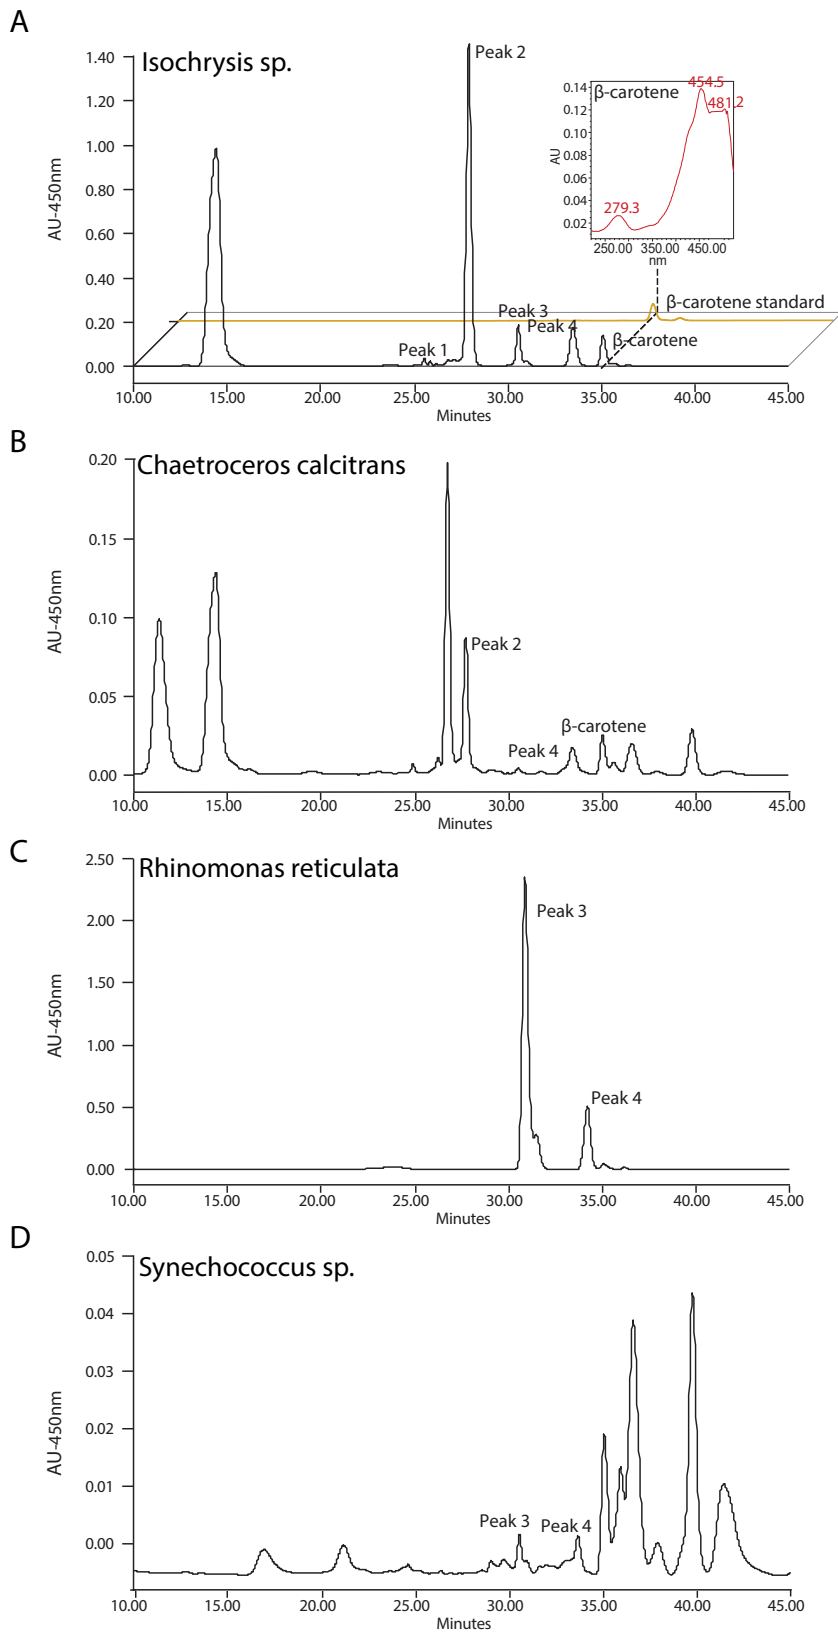 A
Isochrysis sp.
Peak 2
1.40
1.20
1.00
0.80
0.60
0.40
0.20
0.00
AU-450nm
β-carotene
454.5
481.2
279.3
0.14
0.12
0.10
0.08
0.06
0.04
0.02
AU
250.00 350.00 450.00
nm
β-carotene standard
Peak 3
Peak 4
β-carotene
Peak 1
10.00 15.00 20.00 25.00 30.00 35.00 40.00 45.00
Minutes
B
Chaetroceros calcitrans
0.20
0.15
0.10
0.05
0.00
AU-450nm
Peak 2
β-carotene
Peak 4
10.00 15.00 20.00 25.00 30.00 35.00 40.00 45.00
Minutes
C
Rhinomonas reticulata
2.50
2.00
1.50
1.00
0.50
0.00
AU-450nm
Peak 3
Peak 4
10.00 15.00 20.00 25.00 30.00 35.00 40.00 45.00
Minutes
D
Synechococcus sp.
0.05
0.04
0.03
0.02
0.01
0.00
AU-450nm
Peak 3
Peak 4
10.00 15.00 20.00 25.00 30.00 35.00 40.00 45.00
Minutes